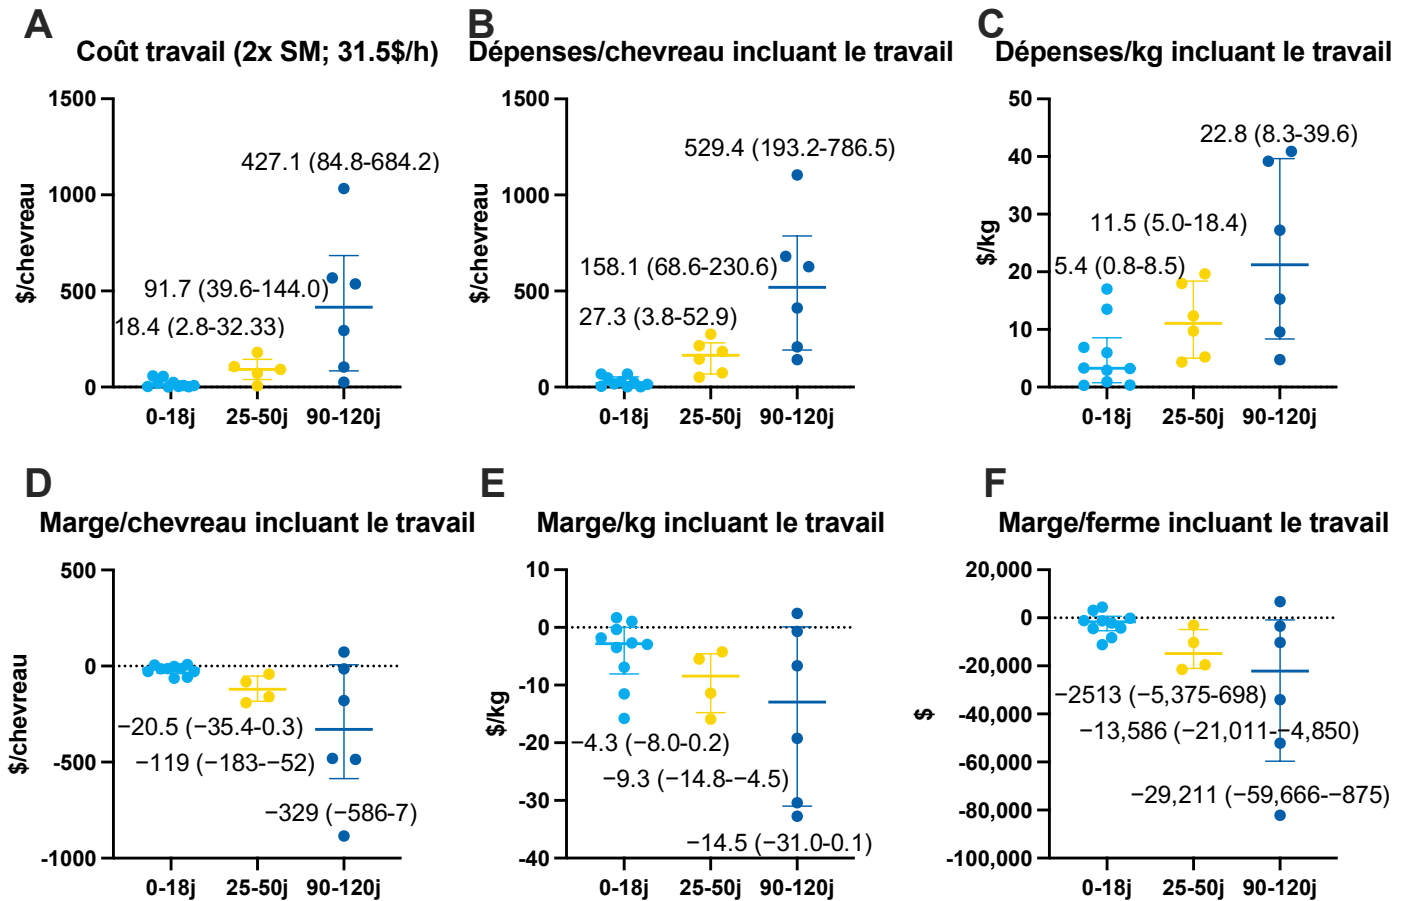 A
Coût travail (2x SM; 31.5$/h)
$/chevreau
1500
1000
500
0
427.1 (84.8-684.2)
91.7 (39.6-144.0)
18.4 (2.8-32.33)
0-18j 25-50j 90-120j
B
Dépenses/chevreau incluant le travail
$/chevreau
1500
1000
500
0
529.4 (193.2-786.5)
158.1 (68.6-230.6)
27.3 (3.8-52.9)
0-18j 25-50j 90-120j
C
Dépenses/kg incluant le travail
$/kg
50
40
30
20
10
0
22.8 (8.3-39.6)
11.5 (5.0-18.4)
5.4 (0.8-8.5)
0-18j 25-50j 90-120j
D
Marge/chevreau incluant le travail
$/chevreau
500
0
-500
-1000
−20.5 (−35.4-0.3)
−119 (−183-−52)
−329 (−586-7)
0-18j 25-50j 90-120j
E
Marge/kg incluant le travail
$/kg
10
0
-10
-20
-30
-40
−4.3 (−8.0-0.2)
−9.3 (−14.8-−4.5)
−14.5 (−31.0-0.1)
0-18j 25-50j 90-120j
F
Marge/ferme incluant le travail
$
20,000
0
-20,000
-40,000
-60,000
-80,000
-100,000
−2513 (−5,375-698)
−13,586 (−21,011-−4,850)
−29,211 (−59,666-−875)
0-18j 25-50j 90-120j